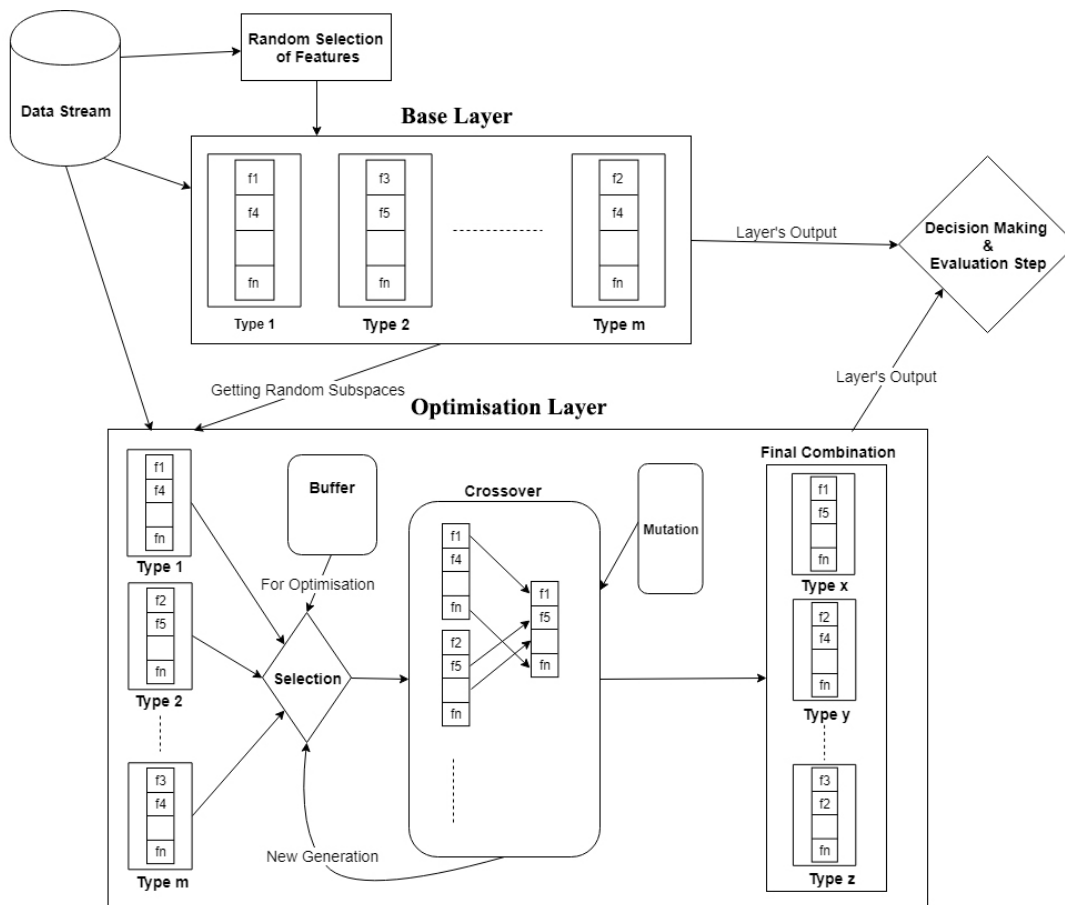 Random Selection
of Features
Data Stream
Base Layer
f1
f4
fn
Type 1
f3
f5
fn
Type 2
f2
f4
fn
Type m
Layer's Output
Decision Making
&
Evaluation Step
Getting Random Subspaces
Layer's Output
Optimisation Layer
f1
f4
fn
Type 1
f2
f5
fn
Type 2
f3
f4
fn
Type m
Buffer
For Optimisation
Selection
New Generation
Crossover
f1
f4
fn
f2
f5
fn
f1
f5
fn
Mutation
Final Combination
f1
f5
fn
Type x
f2
f4
fn
Type y
f3
f2
fn
Type z